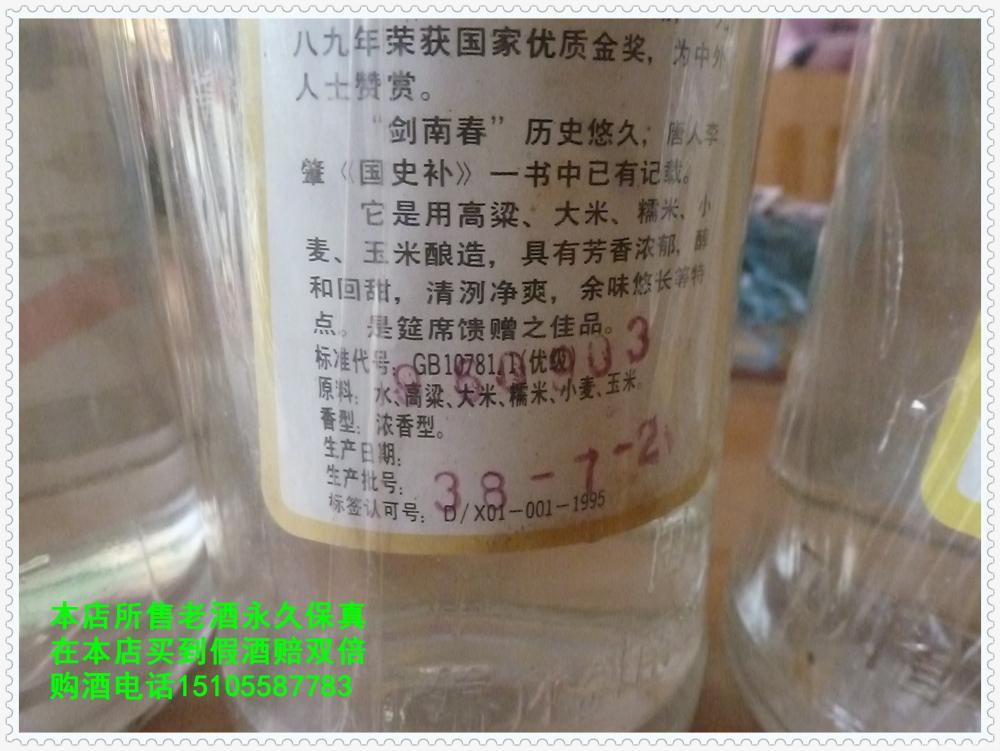 八九年荣获国家优质金奖，为中外
人士赞赏。
“剑南春”历史悠久；唐人李
肇《国史补》一书中已有记载。
它是用高粱、大米、糯米、小
麦、玉米酿造，具有芳香浓郁，醇
和回甜，清洌净爽，余味悠长等特
点。是筵席馈赠之佳品。
标准代号：GB10781.1(优级)
原料：水、高粱、大米、糯米、小麦、玉米。
香型：浓香型。
生产日期：
生产批号：38-7-2
标签认可号：D/X01-001-1995
本店所售老酒永久保真
在本店买到假酒赔双倍
购酒电话15105587783